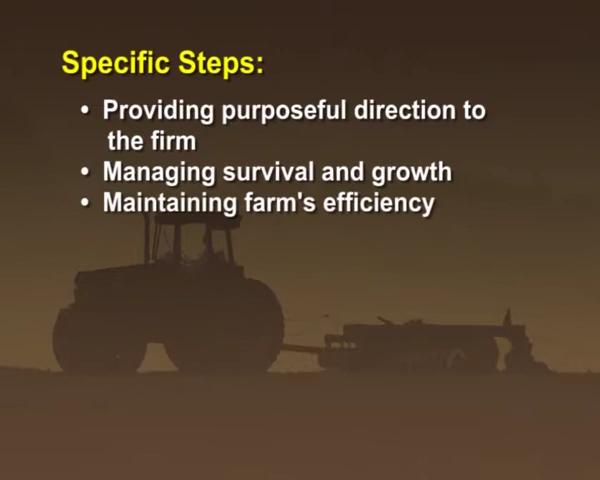 Specific Steps:
• Providing purposeful direction to
the firm
• Managing survival and growth
• Maintaining farm's efficiency